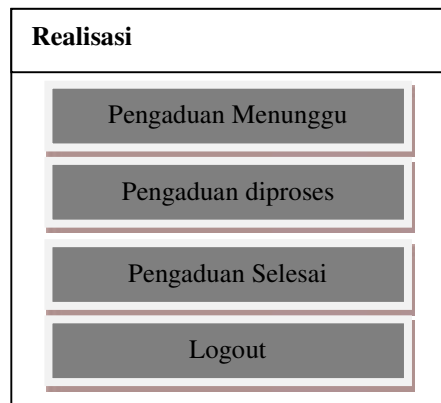 Realisasi
Pengaduan Menunggu
Pengaduan diproses
Pengaduan Selesai
Logout